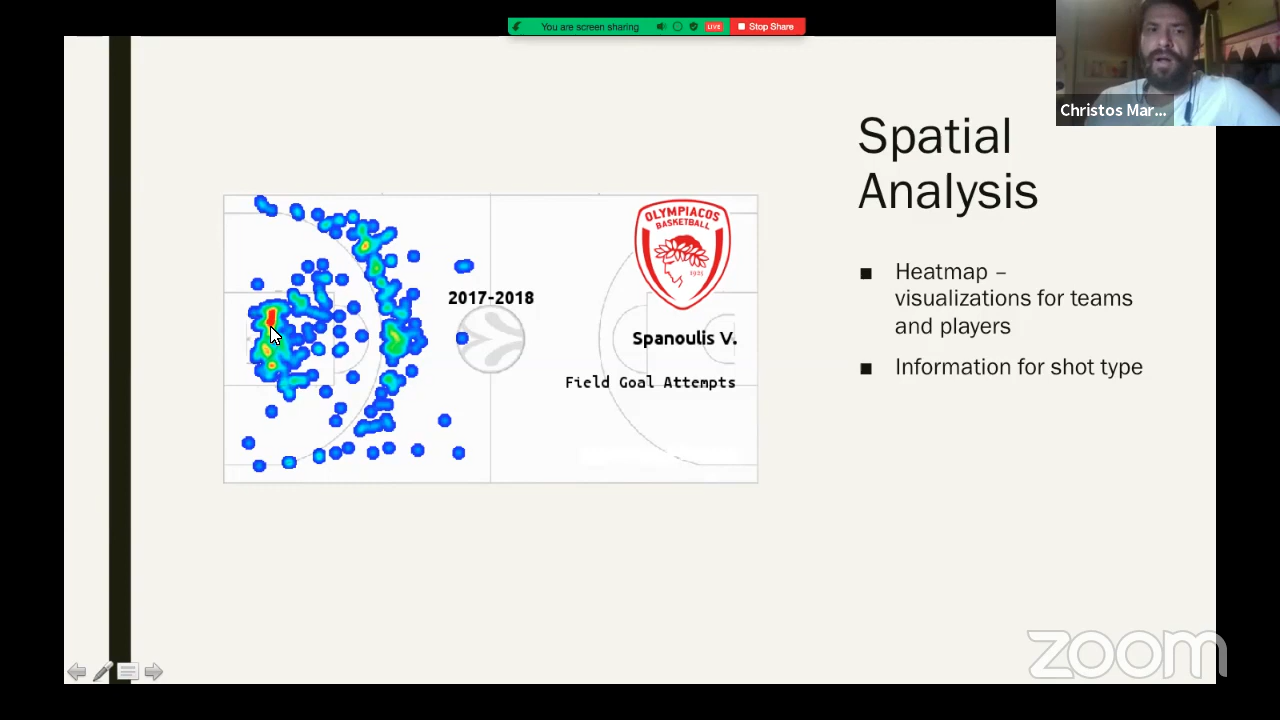 You are screen sharing
LIVE
Stop Share
Christos Mar...
Spatial
Analysis
OLYMPIACOS
BASKETBALL
1925
2017-2018
Spanoulis V.
Field Goal Attempts
■ Heatmap –
visualizations for teams
and players
■ Information for shot type
zoom